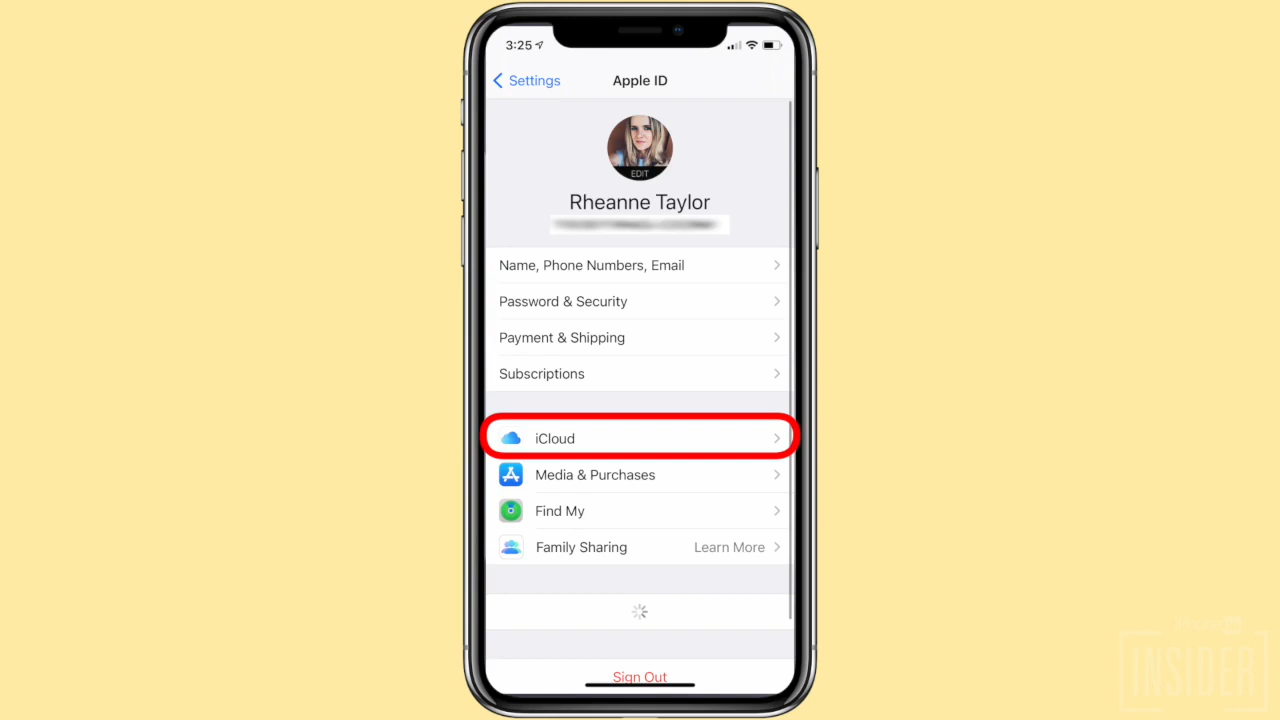 3:25
Settings
Apple ID
EDIT
Rheanne Taylor
Name, Phone Numbers, Email
Password & Security
Payment & Shipping
Subscriptions
iCloud
Media & Purchases
Find My
Family Sharing Learn More
Sign Out
INSIDER